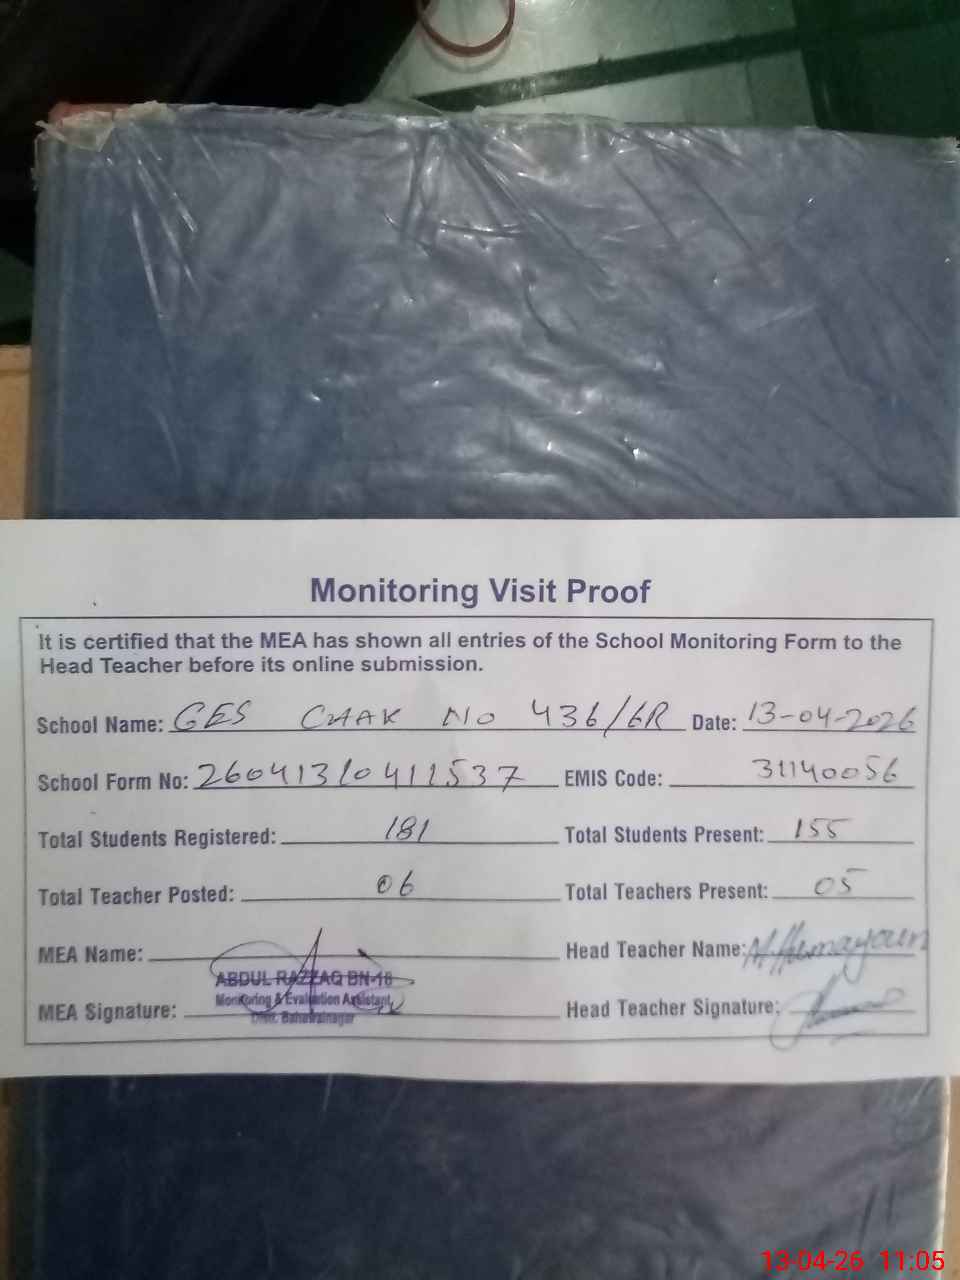 Monitoring Visit Proof
It is certified that the MEA has shown all entries of the School Monitoring Form to the
Head Teacher before its online submission.
School Name: GES CHAK NO 436/6R Date: 13-04-2026
School Form No: 26041310411537 EMIS Code: 31140056
Total Students Registered: 181 Total Students Present: 155
Total Teacher Posted: 06 Total Teachers Present: 05
MEA Name: Head Teacher Name: M. Humayoun
ABDUL RAZZAQ BN-18
Monitoring & Evaluation Assistant,
MEA Signature: Head Teacher Signature:
Distt. Bahawalnagar
13-04-26 11:05